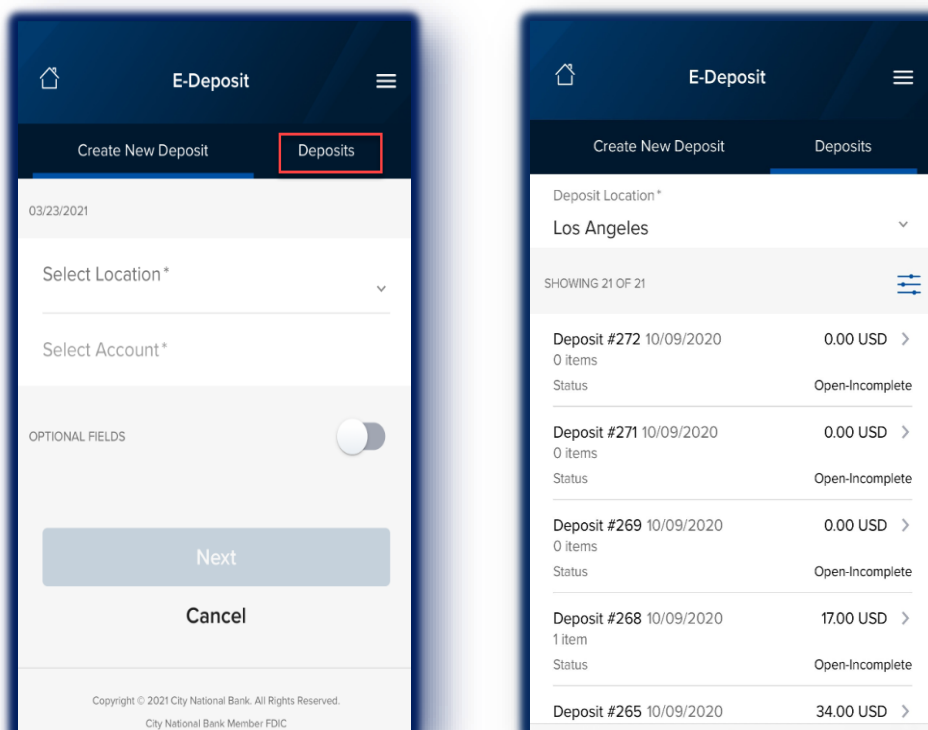 E-Deposit
Create New Deposit Deposits
03/23/2021
Select Location*
Select Account*
OPTIONAL FIELDS
Next
Cancel
Copyright © 2021 City National Bank. All Rights Reserved.
City National Bank Member FDIC
E-Deposit
Create New Deposit Deposits
Deposit Location*
Los Angeles
SHOWING 21 OF 21
Deposit #272 10/09/2020 0.00 USD
0 items
Status Open-Incomplete
Deposit #271 10/09/2020 0.00 USD
0 items
Status Open-Incomplete
Deposit #269 10/09/2020 0.00 USD
0 items
Status Open-Incomplete
Deposit #268 10/09/2020 17.00 USD
1 item
Status Open-Incomplete
Deposit #265 10/09/2020 34.00 USD